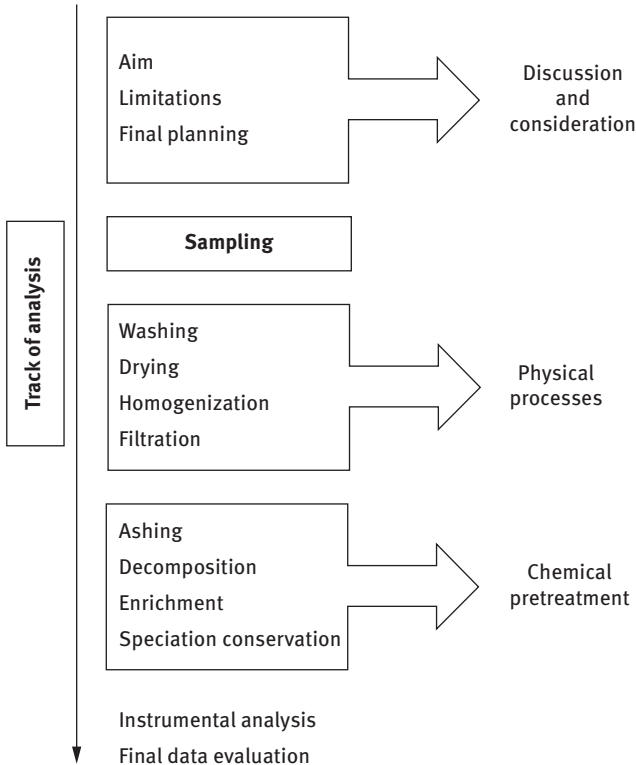 Aim
Limitations
Final planning
Discussion
and
consideration
Sampling
Track of analysis
Washing
Drying
Homogenization
Filtration
Physical
processes
Ashing
Decomposition
Enrichment
Speciation conservation
Chemical
pretreatment
Instrumental analysis
Final data evaluation